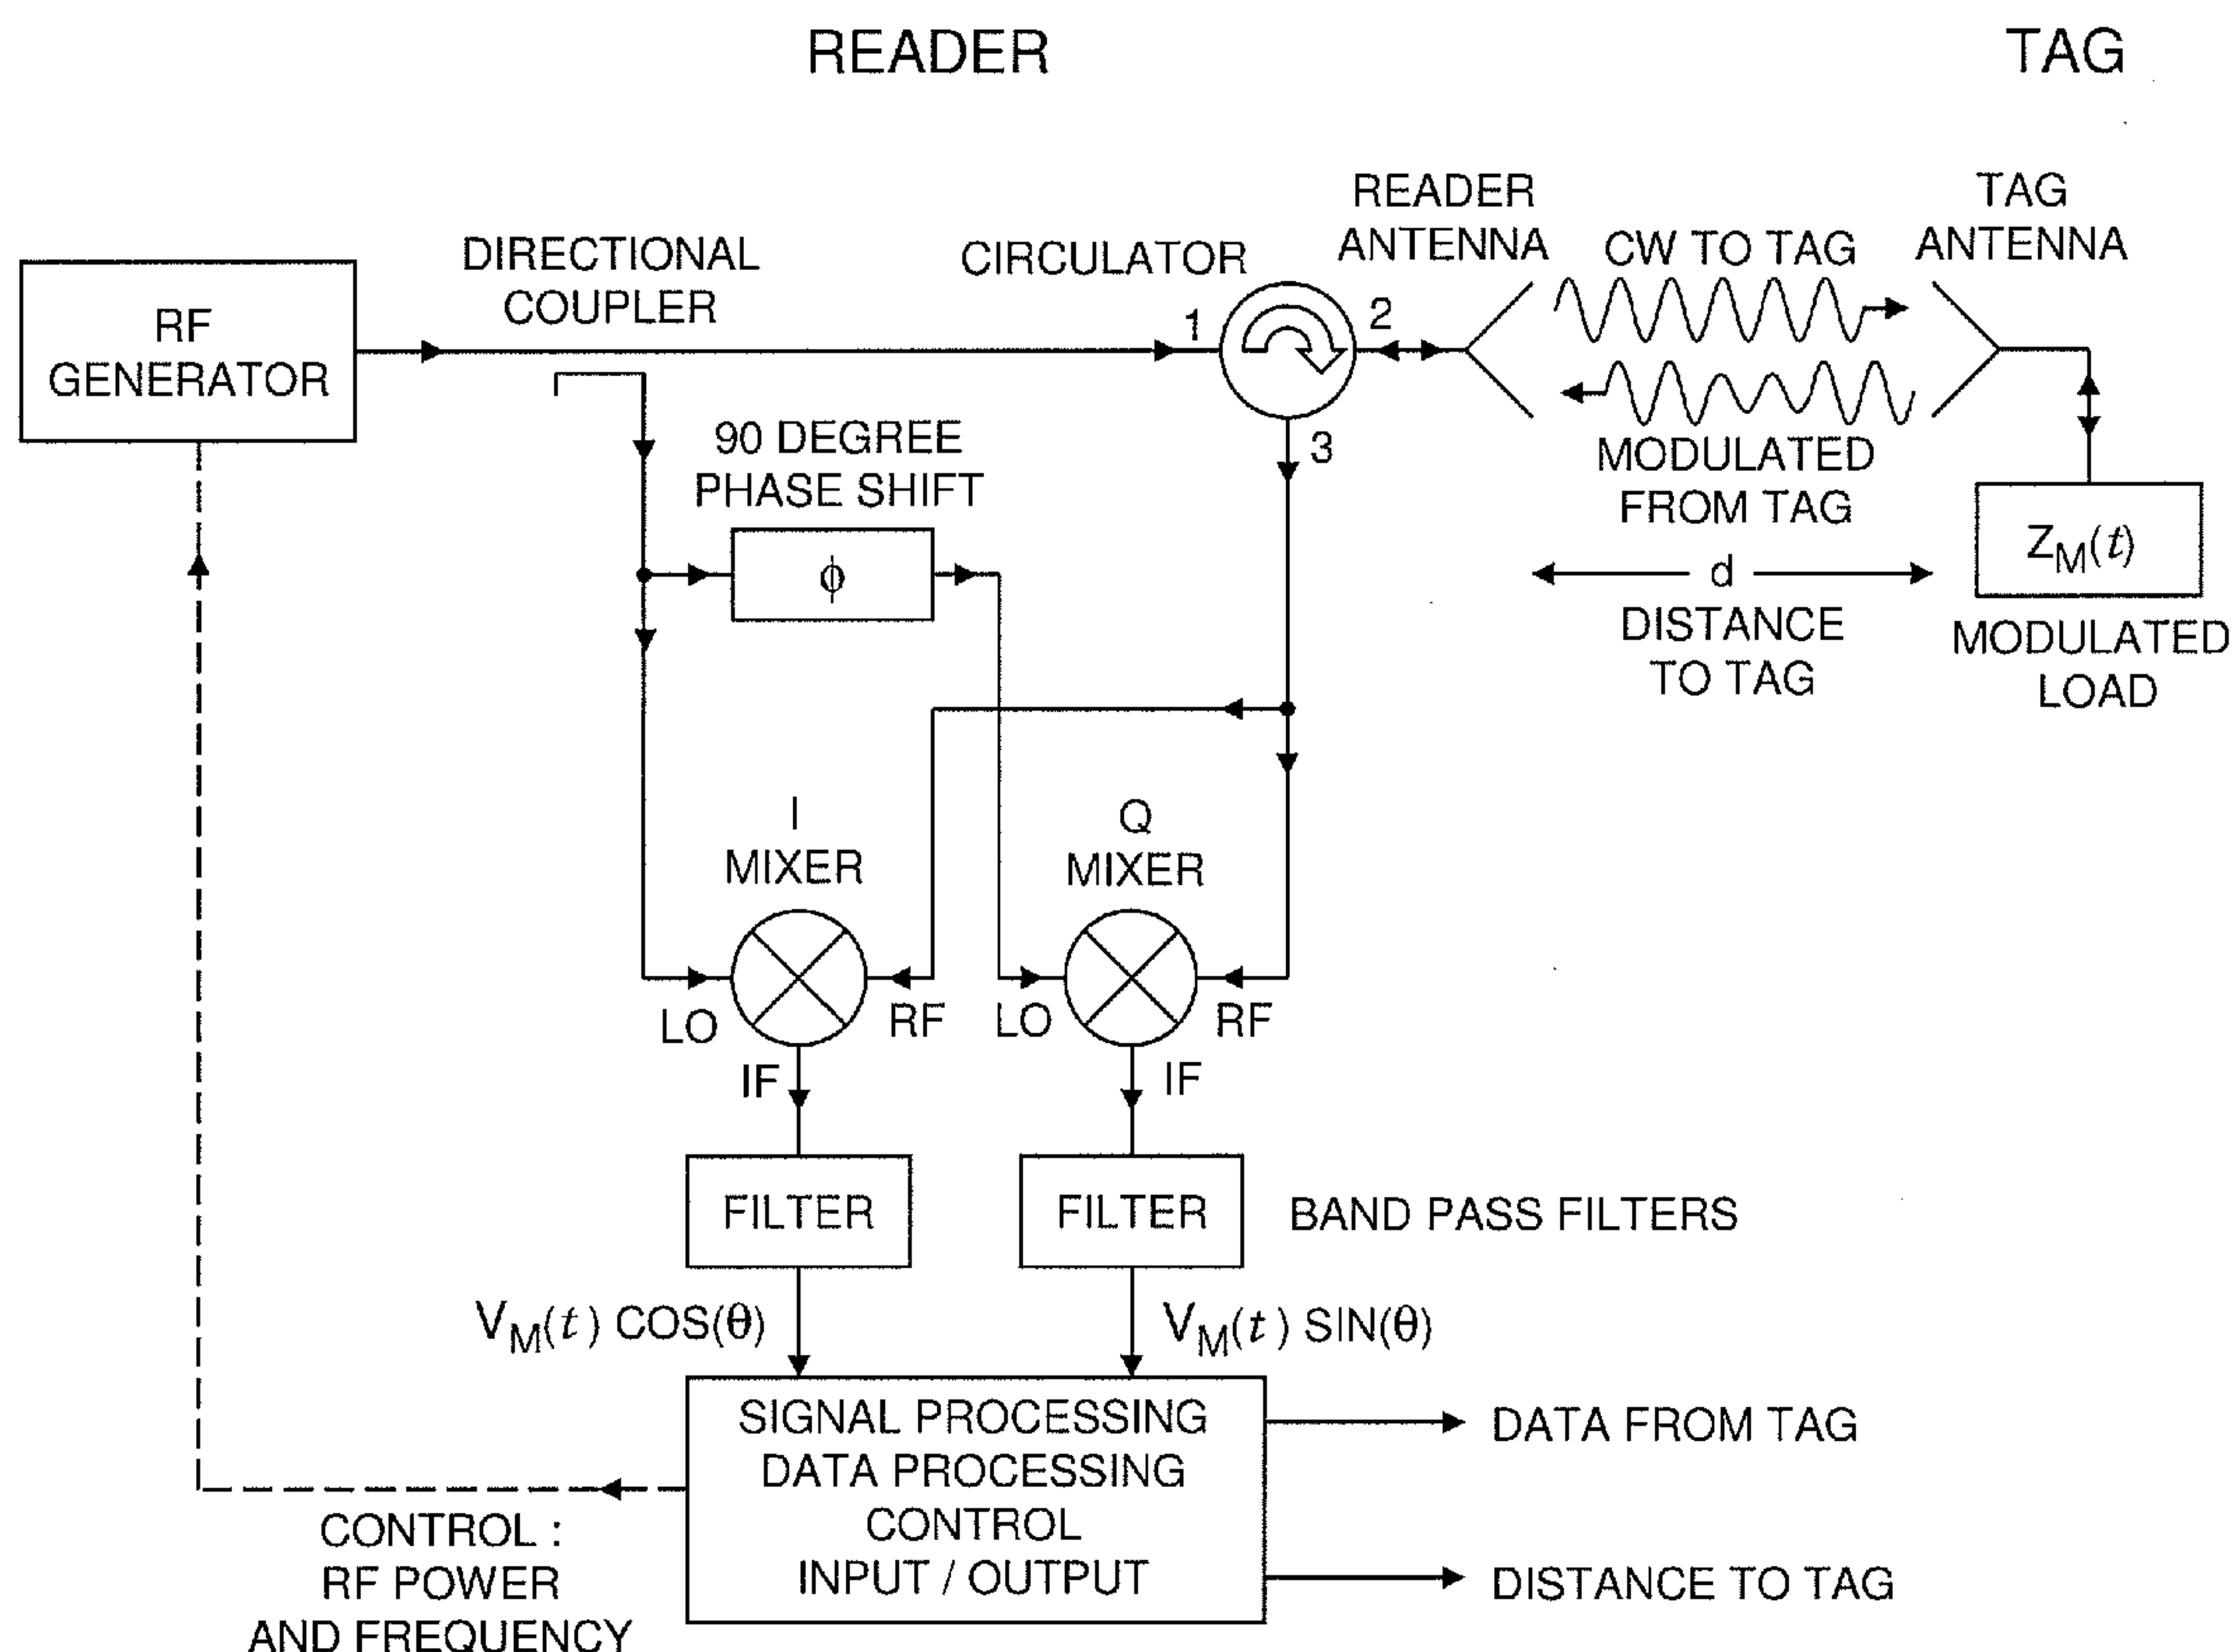 READER
TAG
READER
ANTENNA
TAG
ANTENNA
CW TO TAG
DIRECTIONAL
COUPLER
CIRCULATOR
RF
GENERATOR
1
2
3
90 DEGREE
PHASE SHIFT
ϕ
MODULATED
FROM TAG
d
DISTANCE
TO TAG
Z_M(t)
MODULATED
LOAD
I
MIXER
Q
MIXER
LO
RF
LO
RF
IF
IF
FILTER
FILTER
BAND PASS FILTERS
V_M(t) COS(θ)
V_M(t) SIN(θ)
SIGNAL PROCESSING
DATA PROCESSING
CONTROL
INPUT / OUTPUT
DATA FROM TAG
DISTANCE TO TAG
CONTROL :
RF POWER
AND FREQUENCY